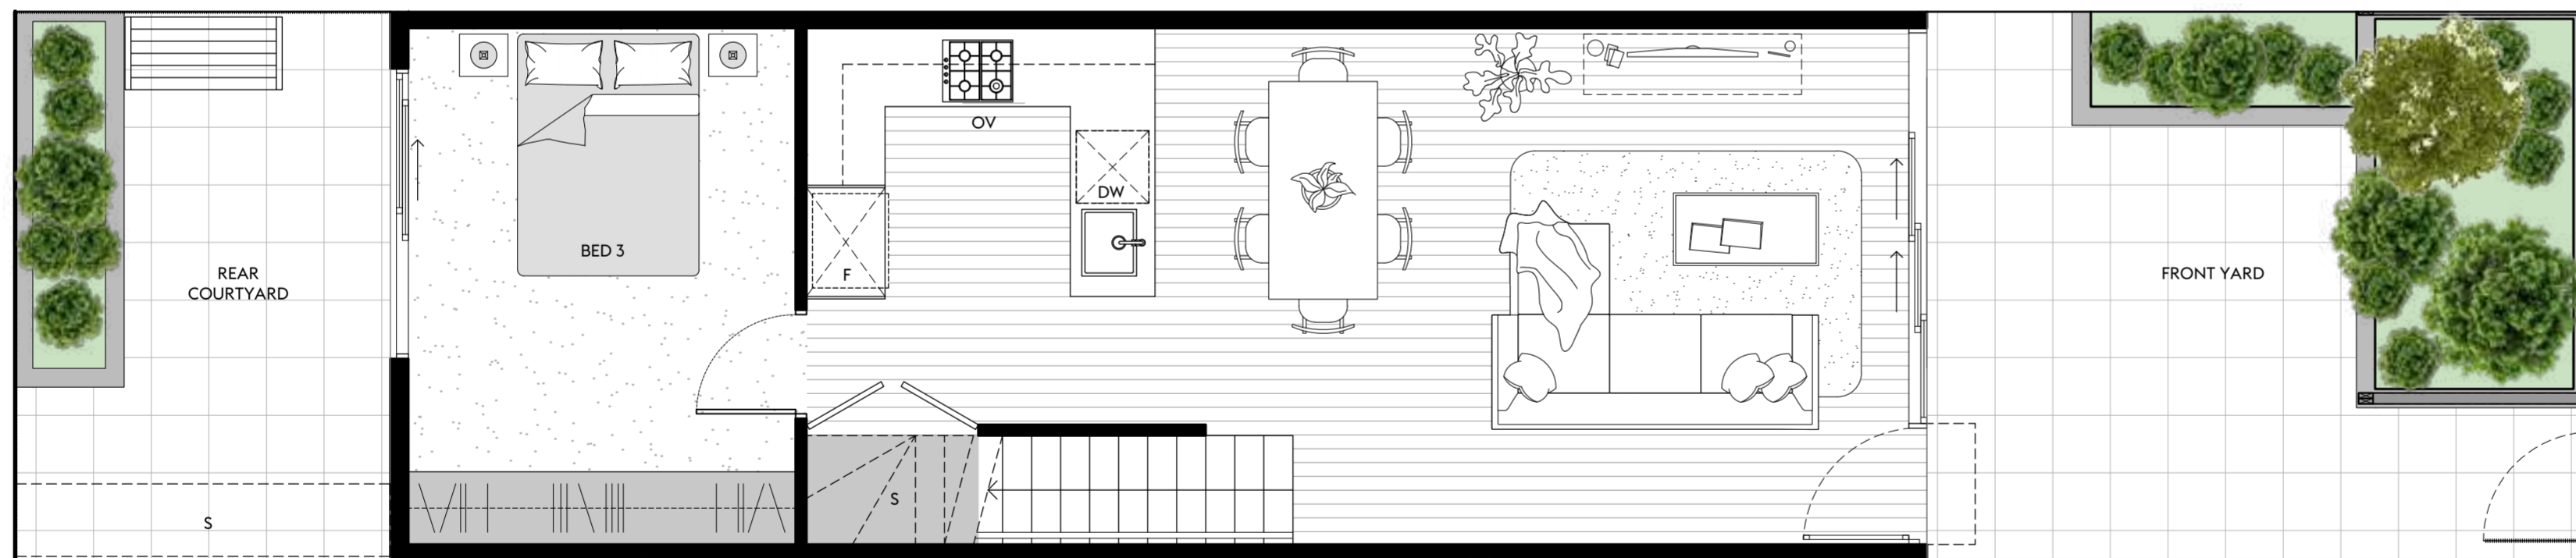 OV
DW
BED 3
F
REAR
COURTYARD
FRONT YARD
S
S